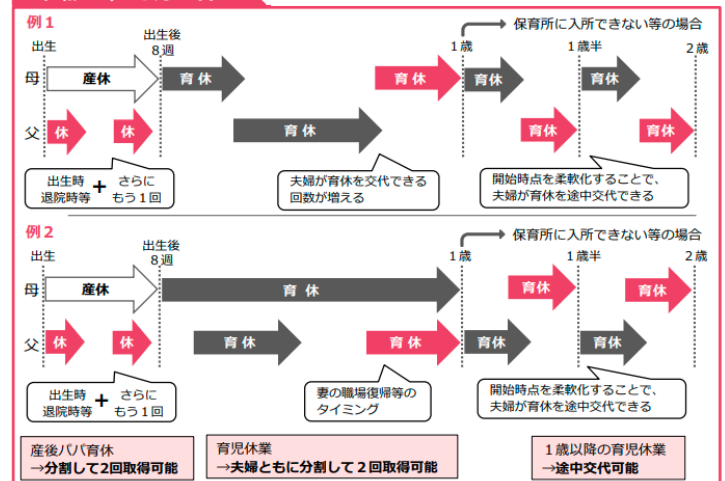 例1
保育所に入所できない等の場合
出生
出生後
8週
1歳
1歳半
2歳
母
産休
育休
育休
育休
育休
父
休
休
育休
育休
育休
出生時
退院時等
+
さらに
もう1回
夫婦が育休を交代できる
回数が増える
開始時点を柔軟化することで、
夫婦が育休を途中交代できる
例2
保育所に入所できない等の場合
出生
出生後
8週
1歳
1歳半
2歳
母
産休
育休
育休
育休
父
休
休
育休
育休
育休
育休
出生時
退院時等
+
さらに
もう1回
妻の職場復帰等の
タイミング
開始時点を柔軟化することで、
夫婦が育休を途中交代できる
産後パパ育休
→分割して2回取得可能
育児休業
→夫婦ともに分割して2回取得可能
1歳以降の育児休業
→途中交代可能